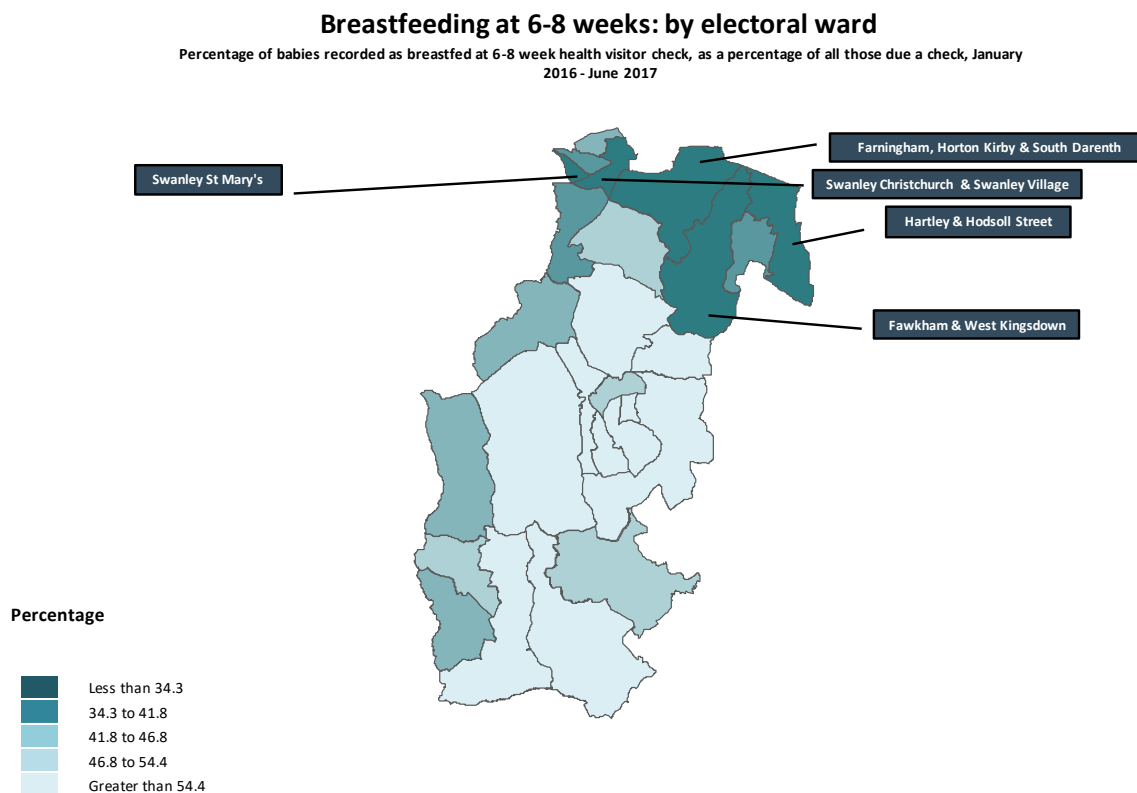 Breastfeeding at 6-8 weeks: by electoral ward
Percentage of babies recorded as breastfed at 6-8 week health visitor check, as a percentage of all those due a check, January
2016 - June 2017
Farningham, Horton Kirby & South Darenth
Swanley St Mary's
Swanley Christchurch & Swanley Village
Hartley & Hodsoll Street
Fawkham & West Kingsdown
Percentage
Less than 34.3
34.3 to 41.8
41.8 to 46.8
46.8 to 54.4
Greater than 54.4